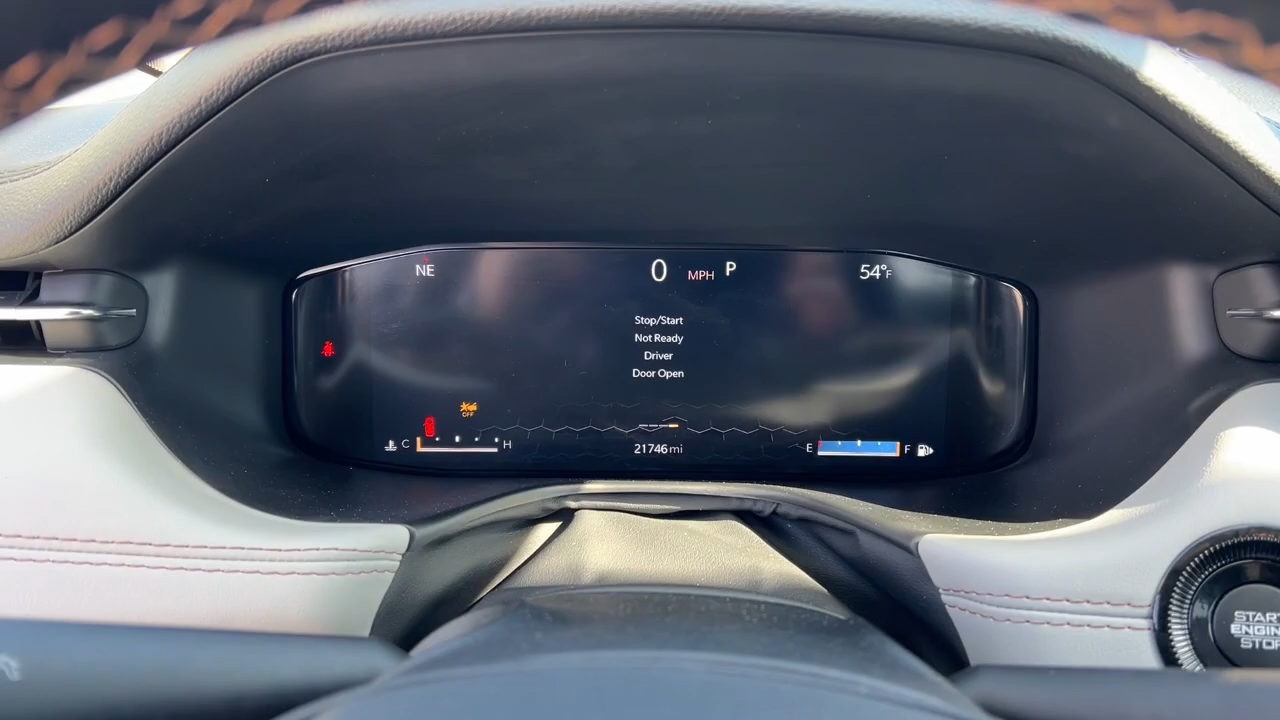 NE
0 MPH P
54°F
Stop/Start
Not Ready
Driver
Door Open
OFF
C H
21746 mi
E F
START
ENGINE
STOP